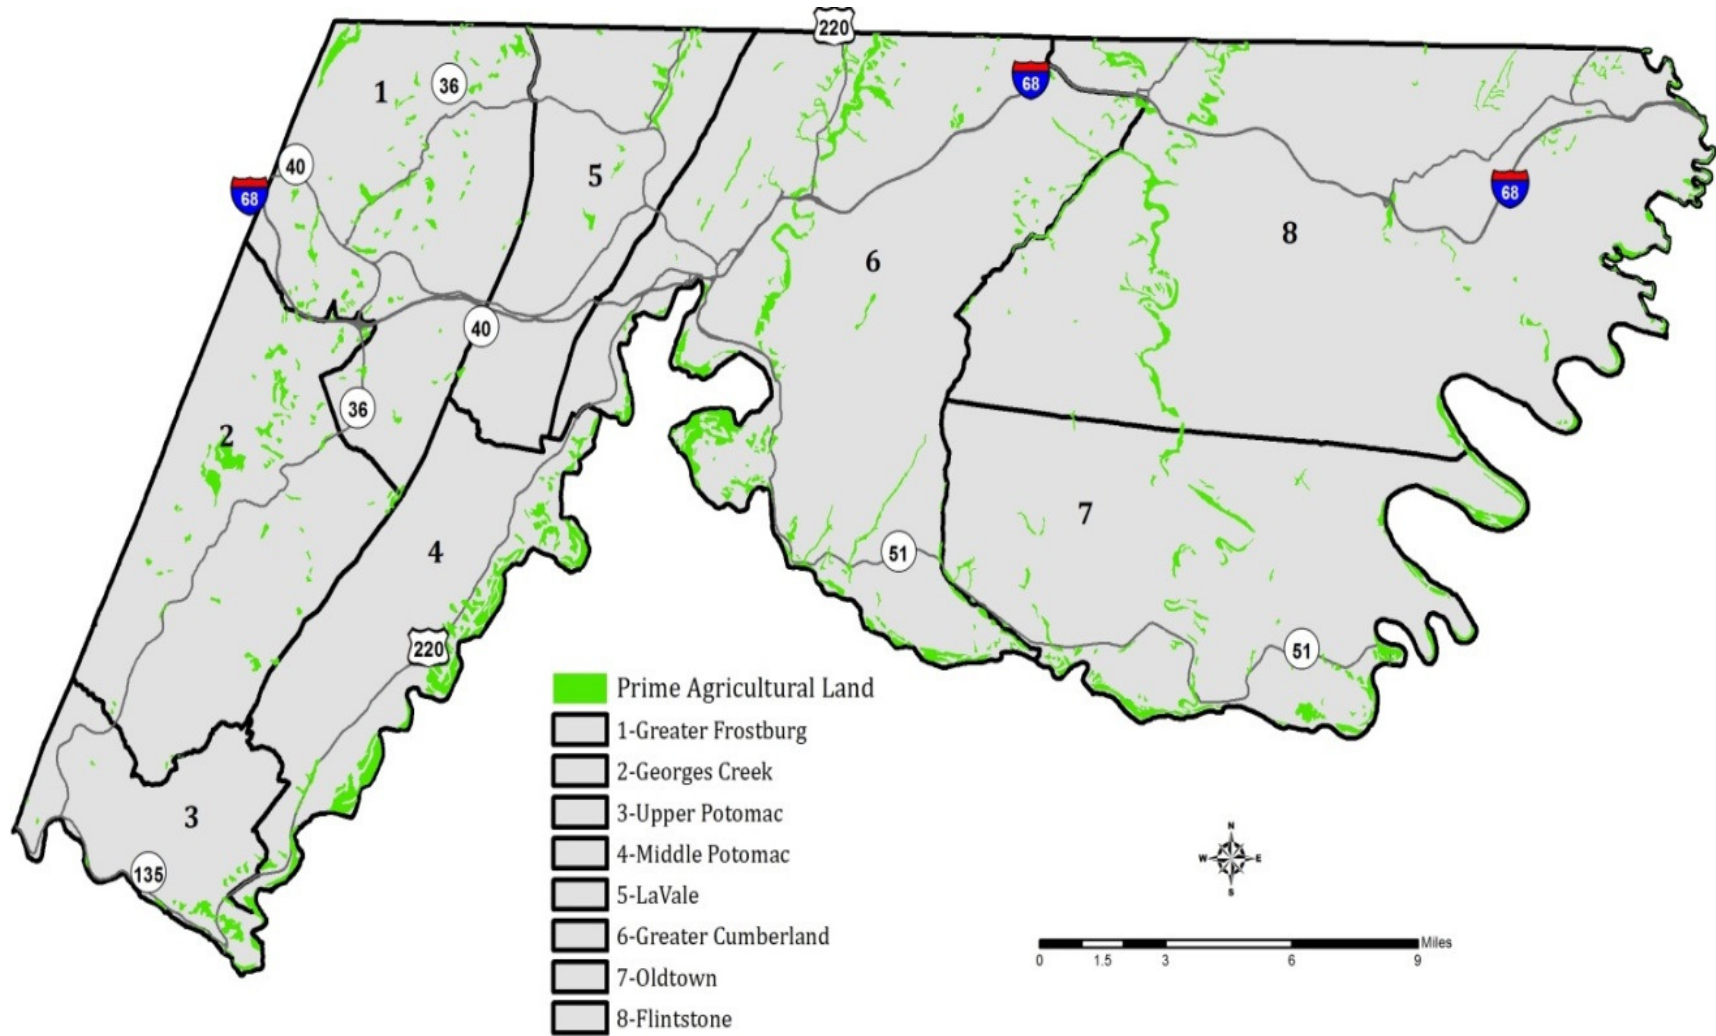 220
68
1
36
40
68
5
68
6
8
40
36
2
7
4
51
220
51
3
135
Prime Agricultural Land
1-Greater Frostburg
2-Georges Creek
3-Upper Potomac
4-Middle Potomac
5-LaVale
6-Greater Cumberland
7-Oldtown
8-Flintstone
N
W E
S
Miles
0 1.5 3 6 9